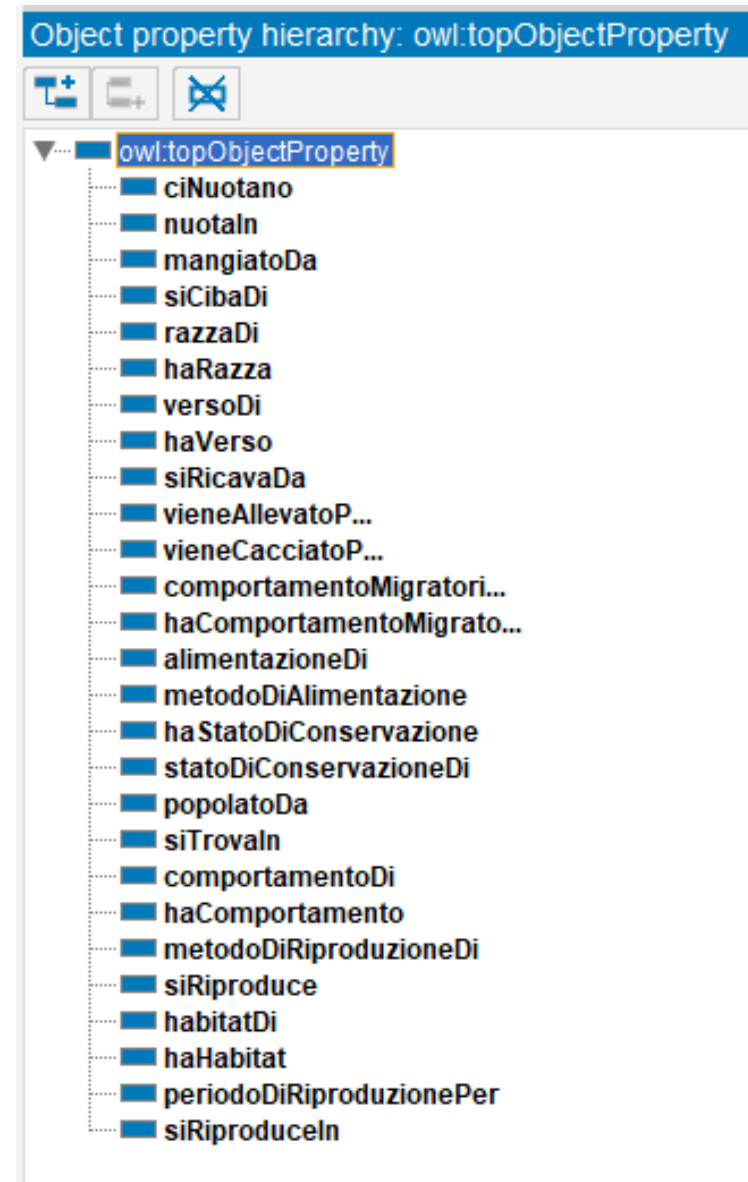 Object property hierarchy: owl:topObjectProperty
owl:topObjectProperty
ciNuotano
nuotaIn
mangiatoDa
siCibaDi
razzaDi
haRazza
versoDi
haVerso
siRicavaDa
vieneAllevatoP...
vieneCacciatoP...
comportamentoMigratori...
haComportamentoMigrato...
alimentazioneDi
metodoDiAlimentazione
haStatoDiConservazione
statoDiConservazioneDi
popolatoDa
siTrovaIn
comportamentoDi
haComportamento
metodoDiRiproduzioneDi
siRiproduce
habitatDi
haHabitat
periodoDiRiproduzionePer
siRiproduceIn